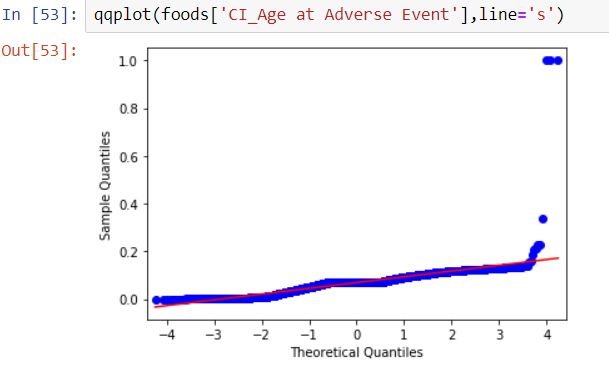 In [53]: qqplot(foods['CI_Age at Adverse Event'],line='s')
Out[53]:
1.0
0.8
0.6
0.4
0.2
0.0
Sample Quantiles
−4 −3 −2 −1 0 1 2 3 4
Theoretical Quantiles